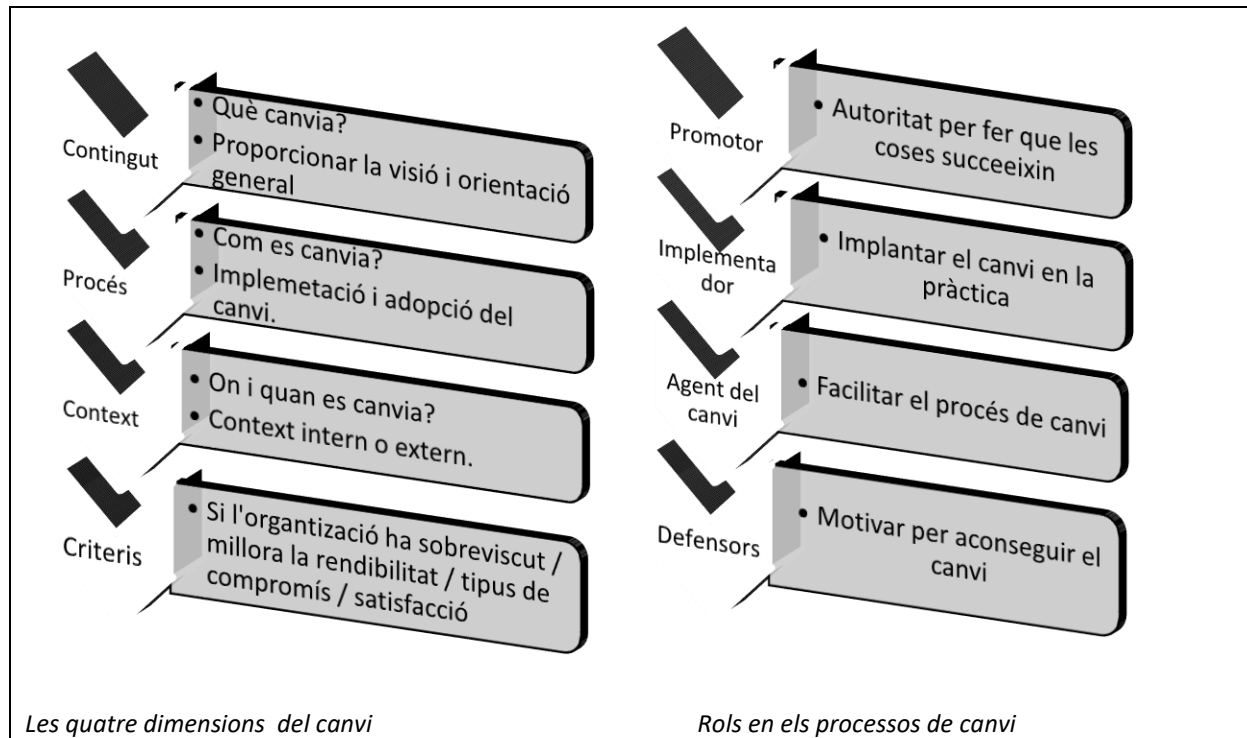 Contingut
• Què canvia?
• Proporcionar la visió i orientació
general
Procés
• Com es canvia?
• Implemetació i adopció del
canvi.
Context
• On i quan es canvia?
• Context intern o extern.
Criteris
• Si l'organtizació ha sobreviscut /
millora la rendibilitat / tipus de
compromís / satisfacció
Les quatre dimensions  del canvi
Promotor
• Autoritat per fer que les
coses succeeixin
Implementa
dor
• Implantar el canvi en la
pràctica
Agent del
canvi
• Facilitar el procés de canvi
Defensors
• Motivar per aconseguir el
canvi
Rols en els processos de canvi